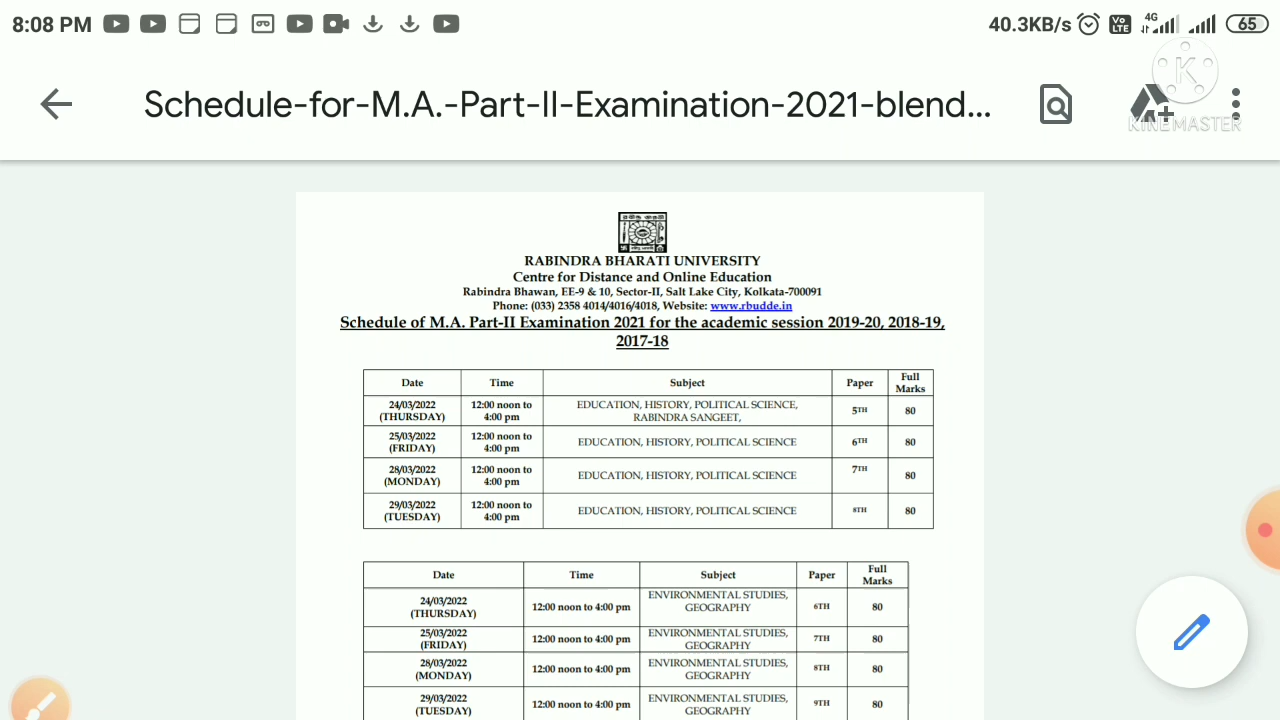 8:08 PM
40.3KB/s Vo LTE 4G 65
Schedule-for-M.A.-Part-II-Examination-2021-blend...
K
KINEMASTER
RABINDRA BHARATI UNIVERSITY
Centre for Distance and Online Education
Rabindra Bhawan, EE-9 & 10, Sector-II, Salt Lake City, Kolkata-700091
Phone: (033) 2358 4014/4016/4018, Website: www.rbudde.in
Schedule of M.A. Part-II Examination 2021 for the academic session 2019-20, 2018-19,
2017-18
Date Time Subject Paper Full Marks
24/03/2022 (THURSDAY) 12:00 noon to 4:00 pm EDUCATION, HISTORY, POLITICAL SCIENCE, RABINDRA SANGEET, 5TH 80
25/03/2022 (FRIDAY) 12:00 noon to 4:00 pm EDUCATION, HISTORY, POLITICAL SCIENCE 6TH 80
28/03/2022 (MONDAY) 12:00 noon to 4:00 pm EDUCATION, HISTORY, POLITICAL SCIENCE 7TH 80
29/03/2022 (TUESDAY) 12:00 noon to 4:00 pm EDUCATION, HISTORY, POLITICAL SCIENCE 8TH 80
Date Time Subject Paper Full Marks
24/03/2022 (THURSDAY) 12:00 noon to 4:00 pm ENVIRONMENTAL STUDIES, GEOGRAPHY 6TH 80
25/03/2022 (FRIDAY) 12:00 noon to 4:00 pm ENVIRONMENTAL STUDIES, GEOGRAPHY 7TH 80
28/03/2022 (MONDAY) 12:00 noon to 4:00 pm ENVIRONMENTAL STUDIES, GEOGRAPHY 8TH 80
29/03/2022 (TUESDAY) 12:00 noon to 4:00 pm ENVIRONMENTAL STUDIES, GEOGRAPHY 9TH 80